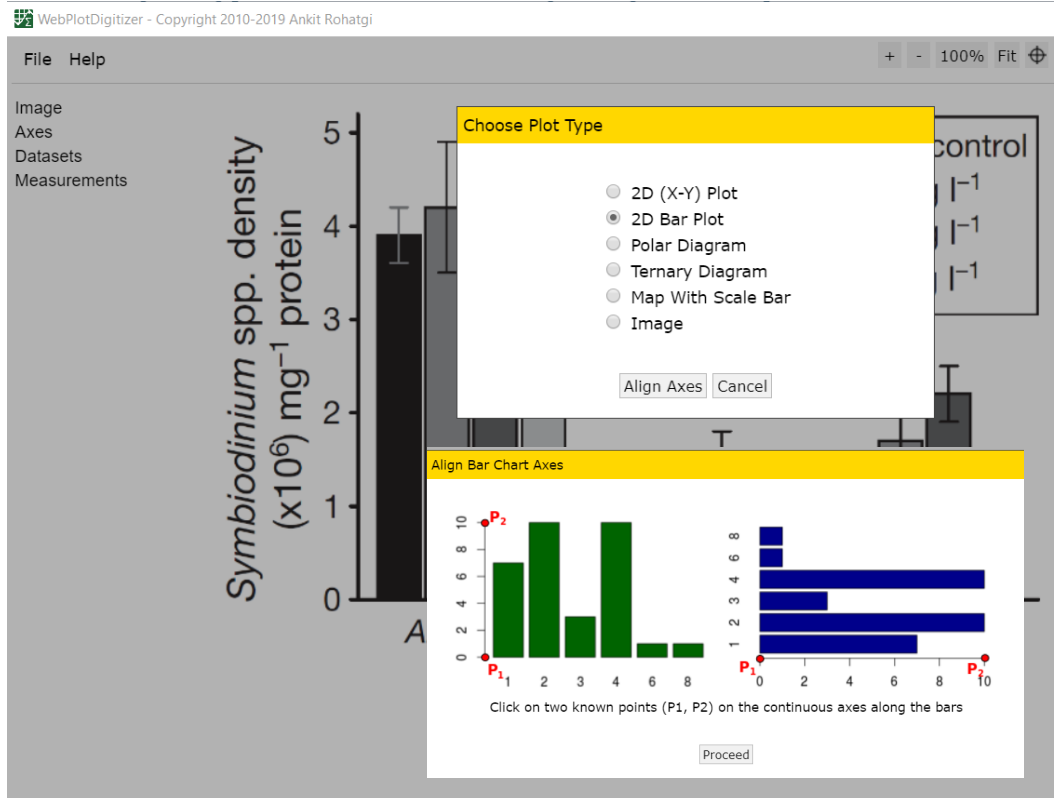 WebPlotDigitizer - Copyright 2010-2019 Ankit Rohatgi
File Help
+ - 100% Fit
Image
Axes
Datasets
Measurements
Symbiodinium spp. density
(x10⁶) mg⁻¹ protein
5
4
3
2
1
0
A
control
l⁻¹
l⁻¹
l⁻¹
Choose Plot Type
2D (X-Y) Plot
2D Bar Plot
Polar Diagram
Ternary Diagram
Map With Scale Bar
Image
Align Axes Cancel
Align Bar Chart Axes
P₂
10
8
6
4
2
0
P₁
1 2 3 4 6 8
8
6
4
3
2
1
P₁ P₂
0 2 4 6 8 10
Click on two known points (P1, P2) on the continuous axes along the bars
Proceed